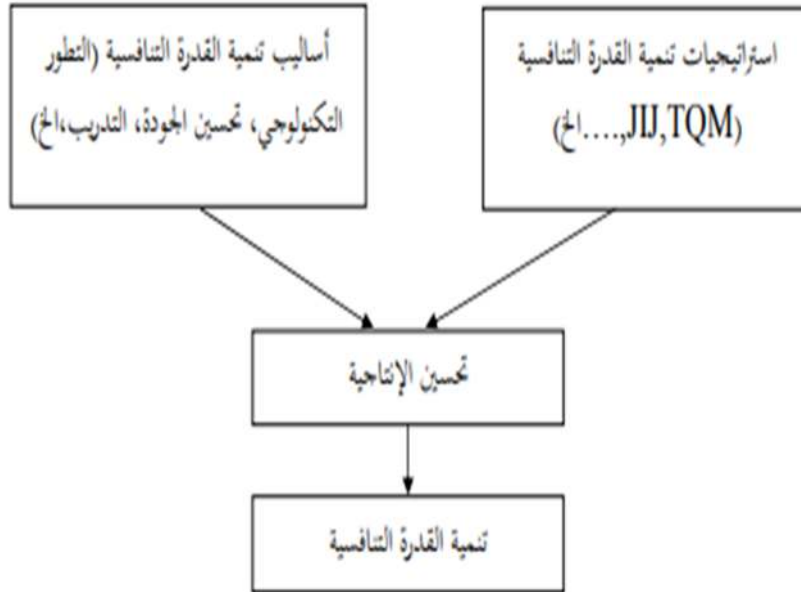 استراتيجيات تنمية القدرة التنافسية
(JIJ,TQM,….الخ)
أساليب تنمية القدرة التنافسية (التطور
التكنولوجي، تحسين الجودة، التدريب،الخ)
تحسين الإنتاجية
تنمية القدرة التنافسية